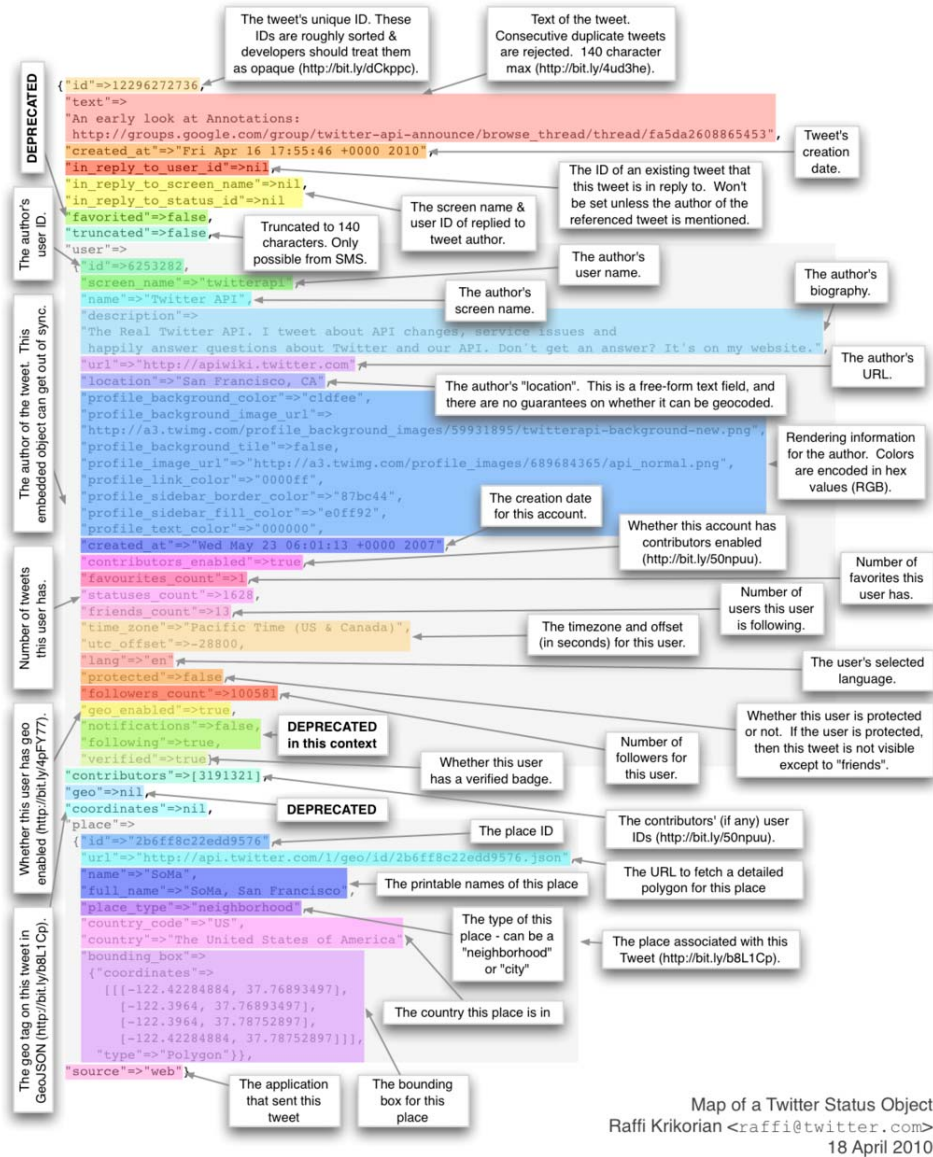 The tweet's unique ID. These
IDs are roughly sorted &
developers should treat them
as opaque (http://bit.ly/dCkppc).
Text of the tweet.
Consecutive duplicate tweets
are rejected. 140 character
max (http://bit.ly/4ud3he).
DEPRECATED
{"id"=>12296272736,
"text"=>
"An early look at Annotations:
http://groups.google.com/group/twitter-api-announce/browse_thread/thread/fa5da2608865453",
"created_at"=>"Fri Apr 16 17:55:46 +0000 2010",
Tweet's
creation
date.
"in_reply_to_user_id"=>nil,
"in_reply_to_screen_name"=>nil,
"in_reply_to_status_id"=>nil
"favorited"=>false,
"truncated"=>false,
The ID of an existing tweet that
this tweet is in reply to. Won't
be set unless the author of the
referenced tweet is mentioned.
The screen name &
user ID of replied to
tweet author.
Truncated to 140
characters. Only
possible from SMS.
The author's
user ID.
"user"=>
{"id"=>6253282,
"screen_name"=>"twitterapi"
"name"=>"Twitter API",
The author's
user name.
The author's
screen name.
The author's
biography.
"description"=>
"The Real Twitter API. I tweet about API changes, service issues and
happily answer questions about Twitter and our API. Don't get an answer? It's on my website.",
"url"=>"http://apiwiki.twitter.com"
The author's
URL.
"location"=>"San Francisco, CA"
The author's "location". This is a free-form text field, and
there are no guarantees on whether it can be geocoded.
The author of the tweet. This
embedded object can get out of sync.
"profile_background_color"=>"c1dfee",
"profile_background_image_url"=>
"http://a3.twimg.com/profile_background_images/59931895/twitterapi-background-new.png",
"profile_background_tile"=>false,
"profile_image_url"=>"http://a3.twimg.com/profile_images/689684365/api_normal.png",
"profile_link_color"=>"0000ff",
"profile_sidebar_border_color"=>"87bc44",
"profile_sidebar_fill_color"=>"e0ff92",
"profile_text_color"=>"000000",
Rendering information
for the author. Colors
are encoded in hex
values (RGB).
The creation date
for this account.
"created_at"=>"Wed May 23 06:01:13 +0000 2007",
Whether this account has
contributors enabled
(http://bit.ly/50npuu).
"contributors_enabled"=>true,
"favourites_count"=>1,
"statuses_count"=>1628,
"friends_count"=>13,
Number of
favorites this
user has.
Number of
users this user
is following.
Number of tweets
this user has.
"time_zone"=>"Pacific Time (US & Canada)",
"utc_offset"=>-28800,
The timezone and offset
(in seconds) for this user.
"lang"=>"en"
The user's selected
language.
"protected"=>false
"followers_count"=>100581
"geo_enabled"=>true,
"notifications"=>false,
"following"=>true,
"verified"=>true}
DEPRECATED
in this context
Number of
followers for
this user.
Whether this user is protected
or not. If the user is protected,
then this tweet is not visible
except to "friends".
Whether this user
has a verified badge.
Whether this user has geo
enabled (http://bit.ly/4pFY77).
"contributors"=>[3191321],
"geo"=>nil,
"coordinates"=>nil,
DEPRECATED
The contributors' (if any) user
IDs (http://bit.ly/50npuu).
"place"=>
{"id"=>"2b6ff8c22edd9576"
The place ID
"url"=>"http://api.twitter.com/1/geo/id/2b6ff8c22edd9576.json"
The URL to fetch a detailed
polygon for this place
"name"=>"SoMa",
"full_name"=>"SoMa, San Francisco",
The printable names of this place
"place_type"=>"neighborhood"
The type of this
place - can be a
"neighborhood"
or "city"
"country_code"=>"US",
"country"=>"The United States of America"
The place associated with this
Tweet (http://bit.ly/b8L1Cp).
The geo tag on this tweet in
GeoJSON (http://bit.ly/b8L1Cp).
"bounding_box"=>
{"coordinates"=>
[[[-122.42284884, 37.76893497],
[-122.3964, 37.76893497],
[-122.3964, 37.78752897],
[-122.42284884, 37.78752897]]],
"type"=>"Polygon"}},
The country this place is in
"source"=>"web"}
The application
that sent this
tweet
The bounding
box for this
place
Map of a Twitter Status Object
Raffi Krikorian <raffi@twitter.com>
18 April 2010